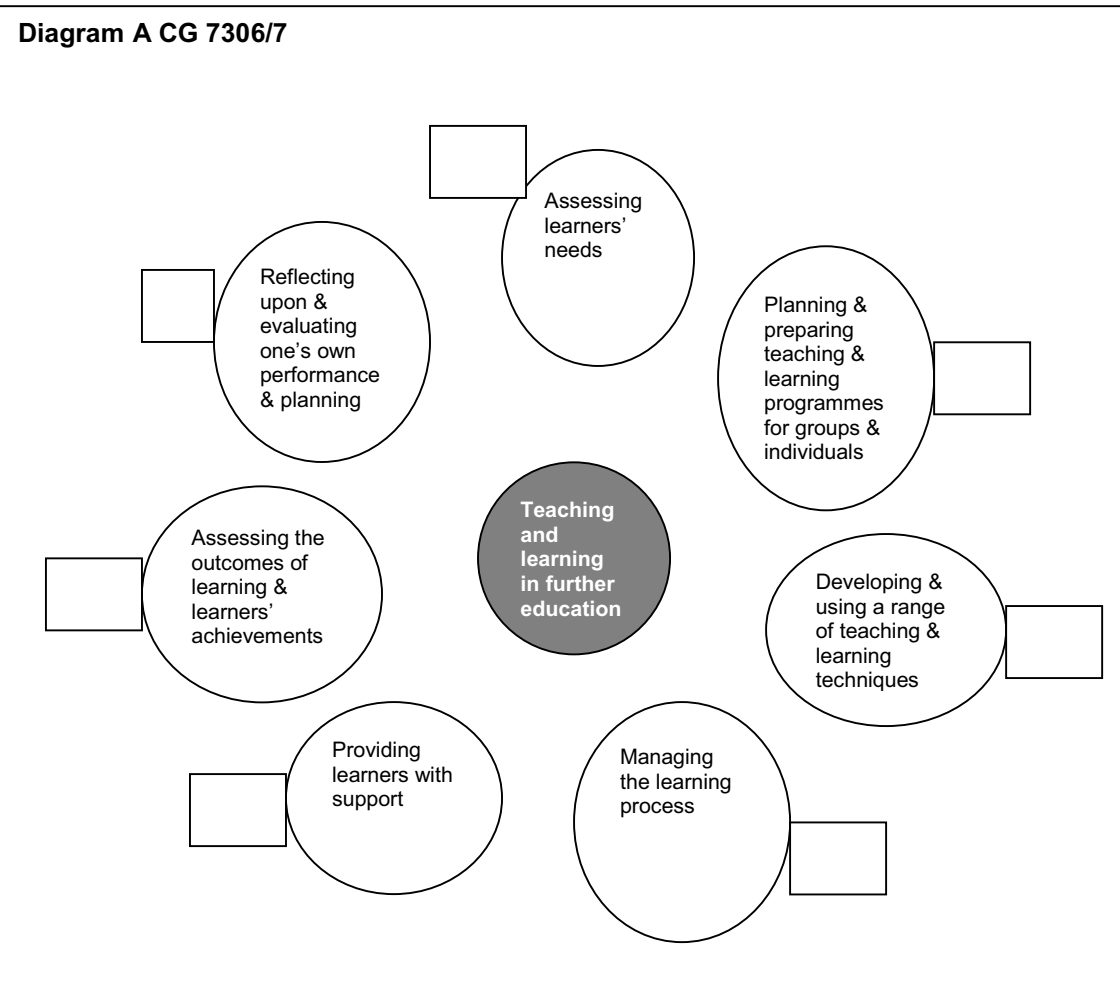 Diagram A CG 7306/7
Assessing
learners’
needs
Planning &
preparing
teaching &
learning
programmes
for groups &
individuals
Developing &
using a range
of teaching &
learning
techniques
Managing
the learning
process
Providing
learners with
support
Assessing the
outcomes of
learning &
learners’
achievements
Reflecting
upon &
evaluating
one’s own
performance
& planning
Teaching
and
learning
in further
education